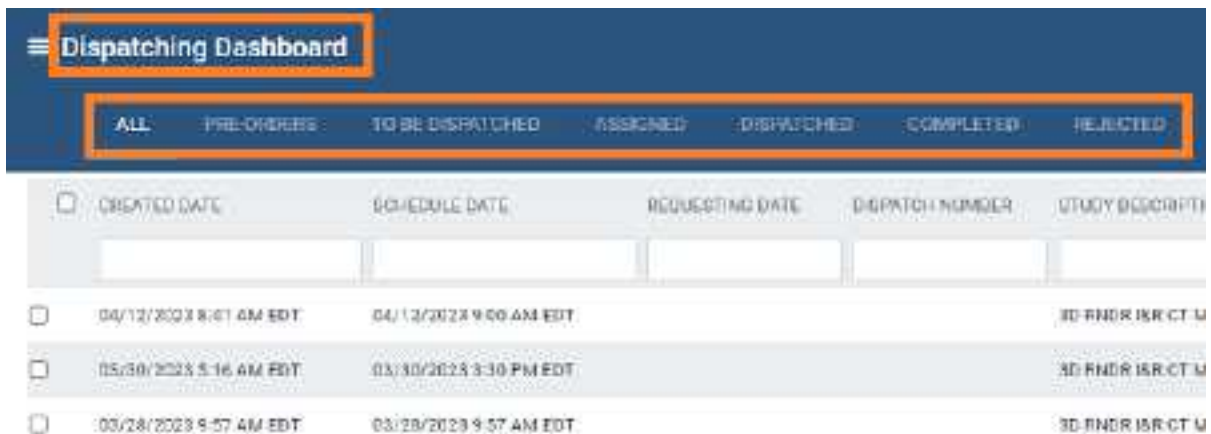 Dispatching Dashboard
ALL PRE-ORDERS TO BE DISPATCHED ASSIGNED DISPATCHED COMPLETED REJECTED
CREATED DATE SCHEDULE DATE REQUESTING DATE DISPATCH NUMBER STUDY DESCRIPTI
04/12/2023 8:41 AM EDT 04/12/2023 9:00 AM EDT 3D RNDR ISR CT M
03/30/2023 5:16 AM EDT 03/30/2023 3:30 PM EDT 3D RNDR ISR CT M
03/28/2023 9:57 AM EDT 03/28/2023 9:57 AM EDT 3D RNDR ISR CT M